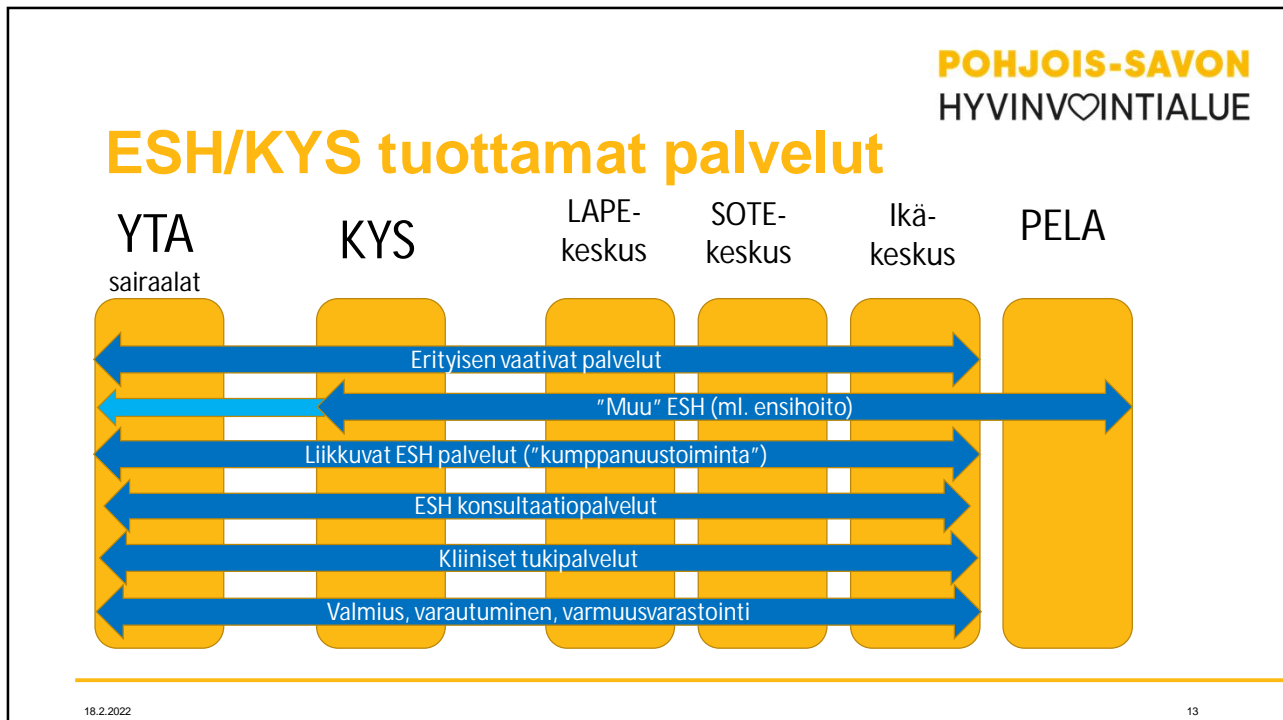 POHJOIS-SAVON
HYVINV♡INTIALUE
ESH/KYS tuottamat palvelut
YTA
sairaalat
KYS
LAPE-
keskus
SOTE-
keskus
Ikä-
keskus
PELA
Erityisen vaativat palvelut
"Muu" ESH (ml. ensihoito)
Liikkuvat ESH palvelut ("kumppanuustoiminta")
ESH konsultaatiopalvelut
Kliiniset tukipalvelut
Valmius, varautuminen, varmuusvarastointi
18.2.2022
13